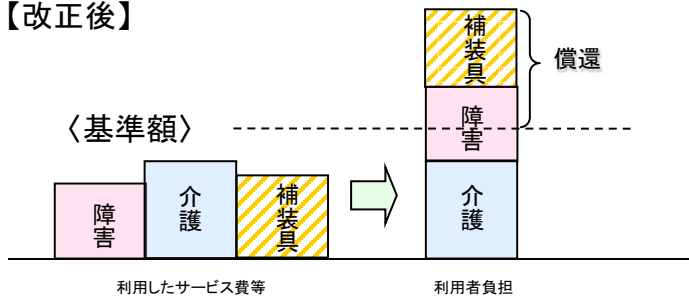 【改正後】
補装具
償還
障害
〈基準額〉
障害
介護
補装具
介護
利用したサービス費等
利用者負担